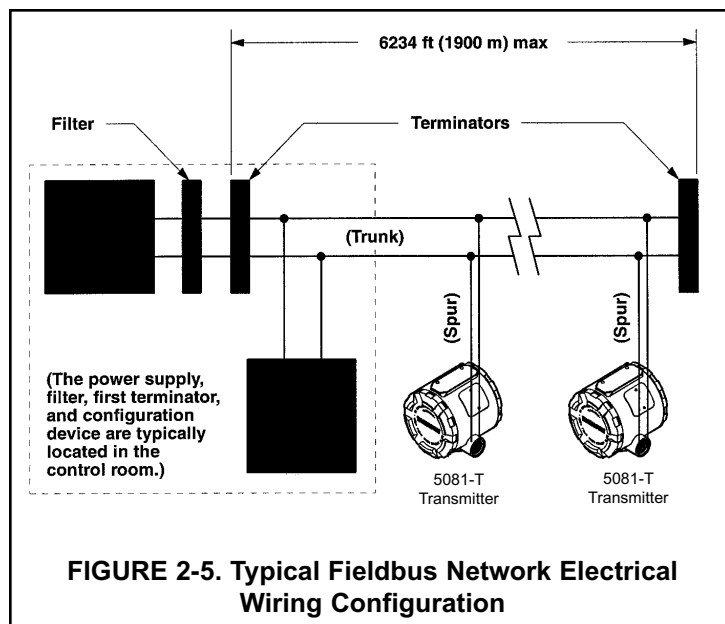 6234 ft (1900 m) max
Filter
Terminators
(Trunk)
(Spur)
(Spur)
(The power supply,
filter, first terminator,
and configuration
device are typically
located in the
control room.)
5081-T
Transmitter
5081-T
Transmitter
FIGURE 2-5. Typical Fieldbus Network Electrical
Wiring Configuration